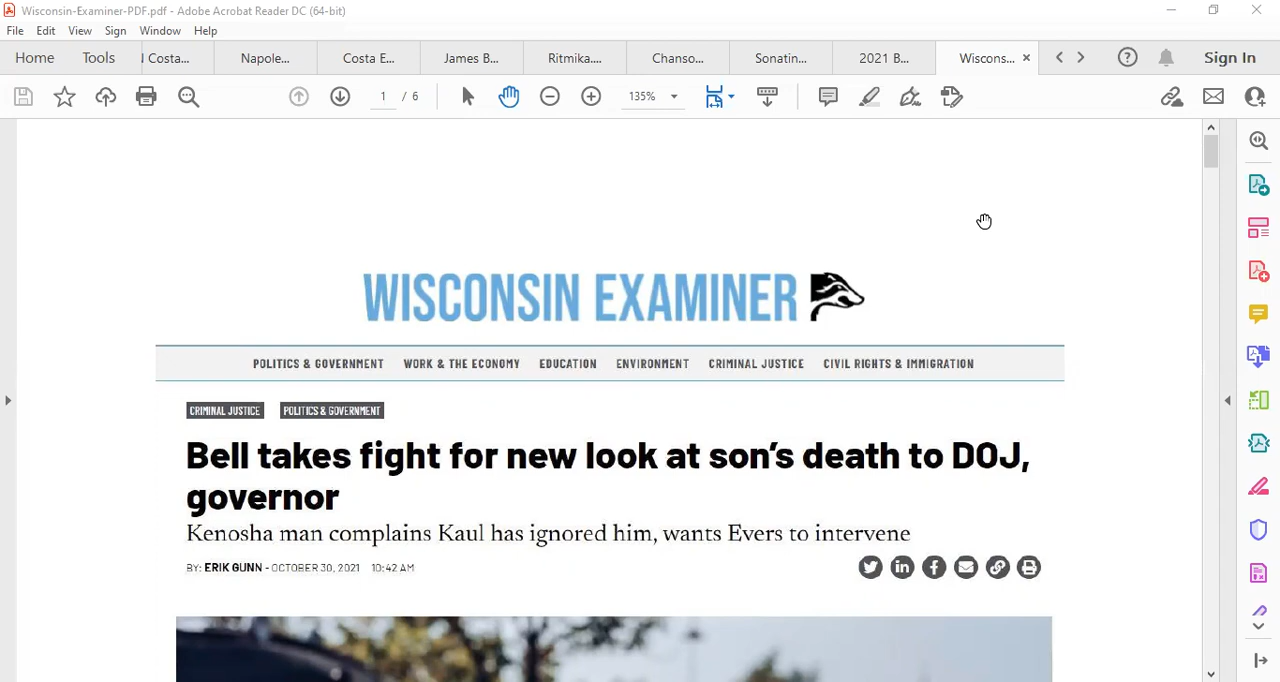 Wisconsin-Examiner-PDF.pdf - Adobe Acrobat Reader DC (64-bit)
File Edit View Sign Window Help
Home Tools l Costa... Napole... Costa E... James B... Ritmika.... Chanso... Sonatin... 2021 B... Wiscons... × Sign In
1 / 6 135%
WISCONSIN EXAMINER
POLITICS & GOVERNMENT WORK & THE ECONOMY EDUCATION ENVIRONMENT CRIMINAL JUSTICE CIVIL RIGHTS & IMMIGRATION
CRIMINAL JUSTICE POLITICS & GOVERNMENT
Bell takes fight for new look at son's death to DOJ,
governor
Kenosha man complains Kaul has ignored him, wants Evers to intervene
BY: ERIK GUNN - OCTOBER 30, 2021 10:42 AM